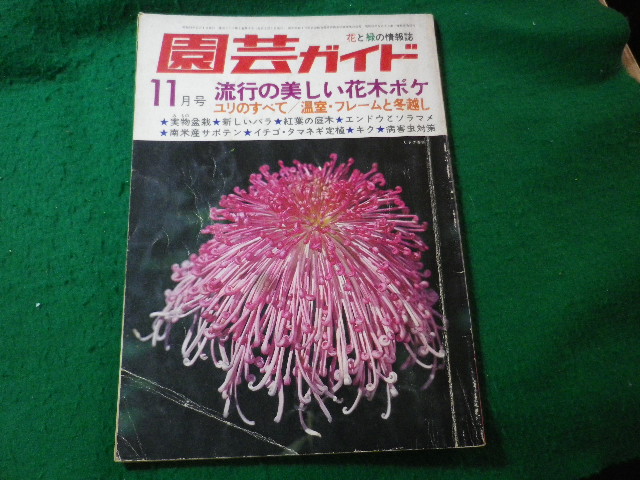 花と緑の情報誌
園芸ガイド
11月号
流行の美しい花木ボケ
ユリのすべて/温室・フレームと冬越し
★実物盆栽★新しいバラ★紅葉の庭木★エンドウとソラマメ
★南米産サボテン★イチゴ・タマネギ定植★キク★病害虫対策